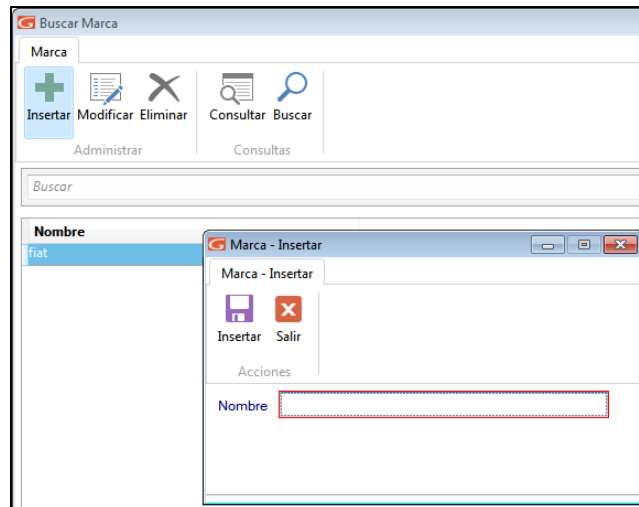 Buscar Marca
Marca
Insertar Modificar Eliminar Consultar Buscar
Administrar Consultas
Buscar
Nombre
fiat
Marca - Insertar
Marca - Insertar
Insertar Salir
Acciones
Nombre